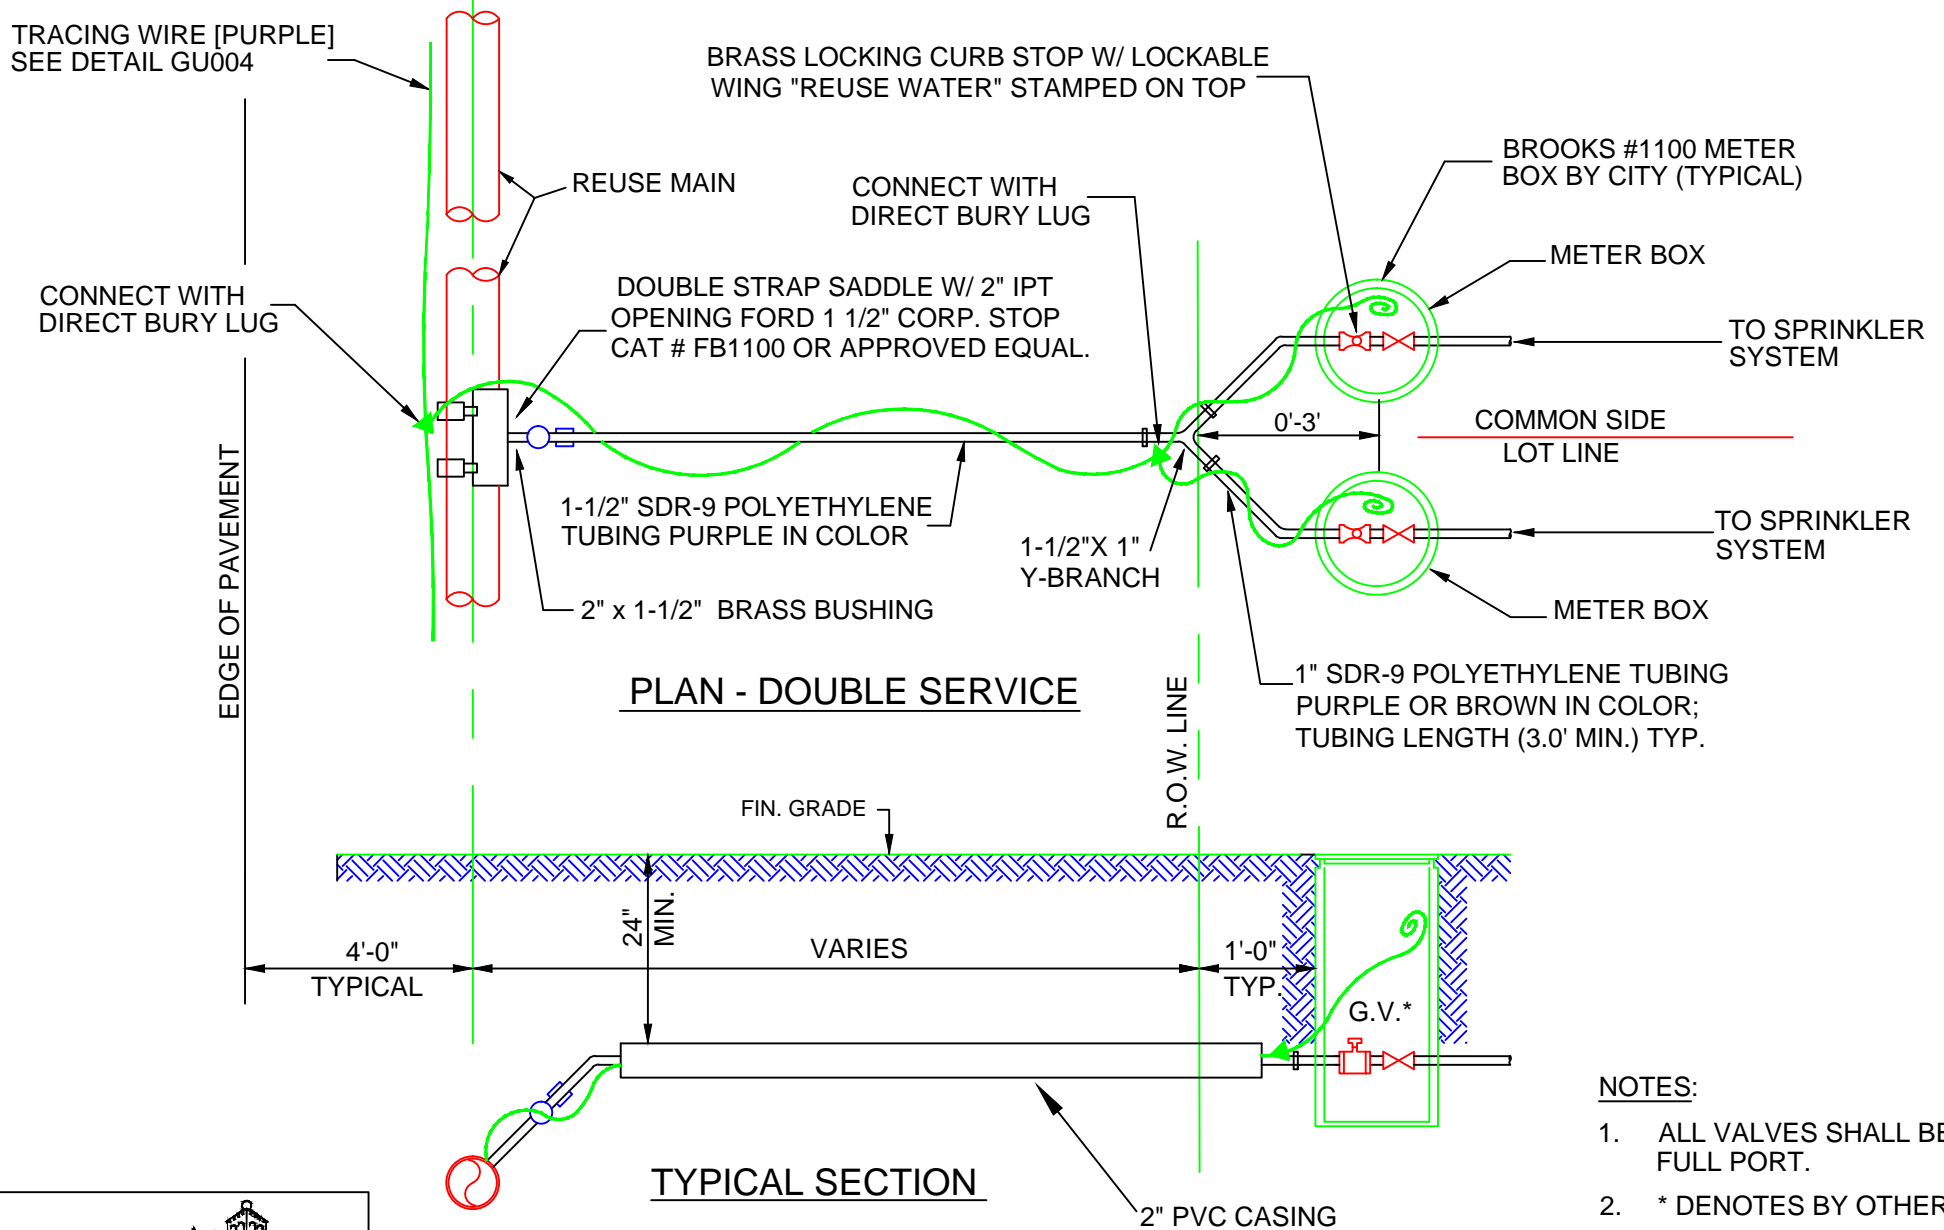 TRACING WIRE [PURPLE]
SEE DETAIL GU004
BRASS LOCKING CURB STOP W/ LOCKABLE
WING "REUSE WATER" STAMPED ON TOP
BROOKS #1100 METER
BOX BY CITY (TYPICAL)
REUSE MAIN
CONNECT WITH
DIRECT BURY LUG
METER BOX
CONNECT WITH
DIRECT BURY LUG
DOUBLE STRAP SADDLE W/ 2" IPT
OPENING FORD 1 1/2" CORP. STOP
CAT # FB1100 OR APPROVED EQUAL.
TO SPRINKLER
SYSTEM
0'-3'
COMMON SIDE
LOT LINE
1-1/2" SDR-9 POLYETHYLENE
TUBING PURPLE IN COLOR
1-1/2"X 1"
Y-BRANCH
TO SPRINKLER
SYSTEM
EDGE OF PAVEMENT
2" x 1-1/2" BRASS BUSHING
METER BOX
PLAN - DOUBLE SERVICE
R.O.W. LINE
1" SDR-9 POLYETHYLENE TUBING
PURPLE OR BROWN IN COLOR;
TUBING LENGTH (3.0' MIN.) TYP.
FIN. GRADE
24"
MIN.
4'-0"
TYPICAL
VARIES
1'-0"
TYP.
G.V.*
TYPICAL SECTION
2" PVC CASING
NOTES:
1. ALL VALVES SHALL BE
FULL PORT.
2. * DENOTES BY OTHER